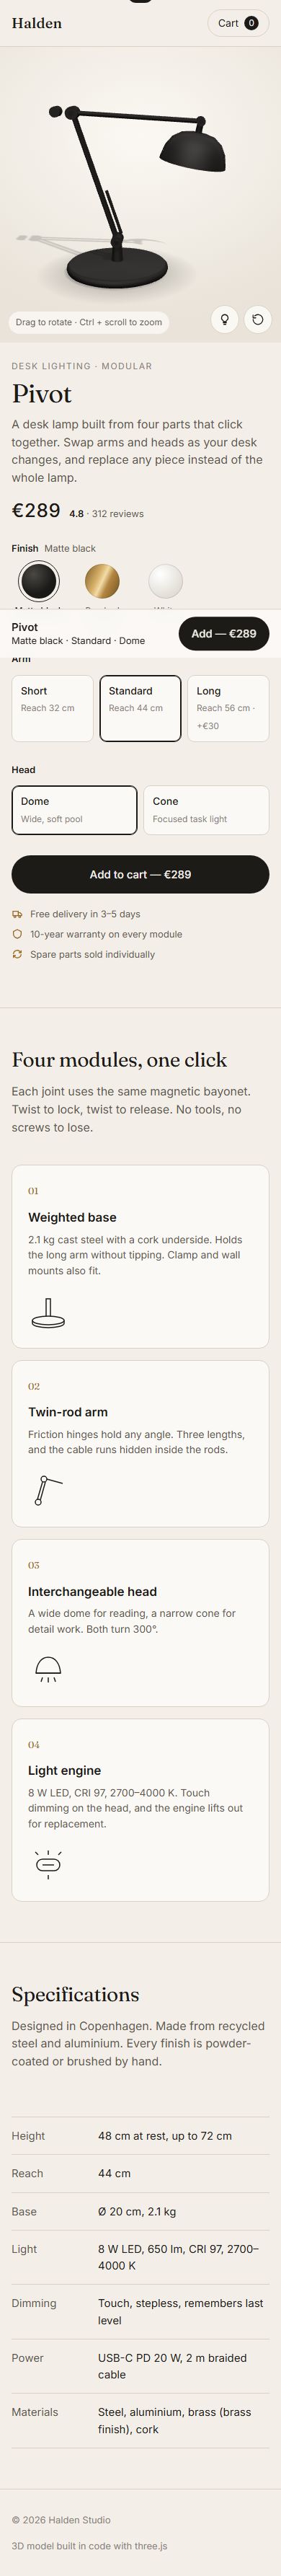 Halden
Cart 0
Drag to rotate · Ctrl + scroll to zoom
DESK LIGHTING · MODULAR
Pivot
A desk lamp built from four parts that click
together. Swap arms and heads as your desk
changes, and replace any piece instead of the
whole lamp.
€289 4.8 · 312 reviews
Finish Matte black
Pivot
Matte black · Standard · Dome
Add — €289
Arm
Short
Reach 32 cm
Standard
Reach 44 cm
Long
Reach 56 cm ·
+€30
Head
Dome
Wide, soft pool
Cone
Focused task light
Add to cart — €289
Free delivery in 3–5 days
10-year warranty on every module
Spare parts sold individually
Four modules, one click
Each joint uses the same magnetic bayonet.
Twist to lock, twist to release. No tools, no
screws to lose.
01
Weighted base
2.1 kg cast steel with a cork underside. Holds
the long arm without tipping. Clamp and wall
mounts also fit.
02
Twin-rod arm
Friction hinges hold any angle. Three lengths,
and the cable runs hidden inside the rods.
03
Interchangeable head
A wide dome for reading, a narrow cone for
detail work. Both turn 300°.
04
Light engine
8 W LED, CRI 97, 2700–4000 K. Touch
dimming on the head, and the engine lifts out
for replacement.
Specifications
Designed in Copenhagen. Made from recycled
steel and aluminium. Every finish is powder-
coated or brushed by hand.
Height 48 cm at rest, up to 72 cm
Reach 44 cm
Base Ø 20 cm, 2.1 kg
Light 8 W LED, 650 lm, CRI 97, 2700–
4000 K
Dimming Touch, stepless, remembers last
level
Power USB-C PD 20 W, 2 m braided
cable
Materials Steel, aluminium, brass (brass
finish), cork
© 2026 Halden Studio
3D model built in code with three.js